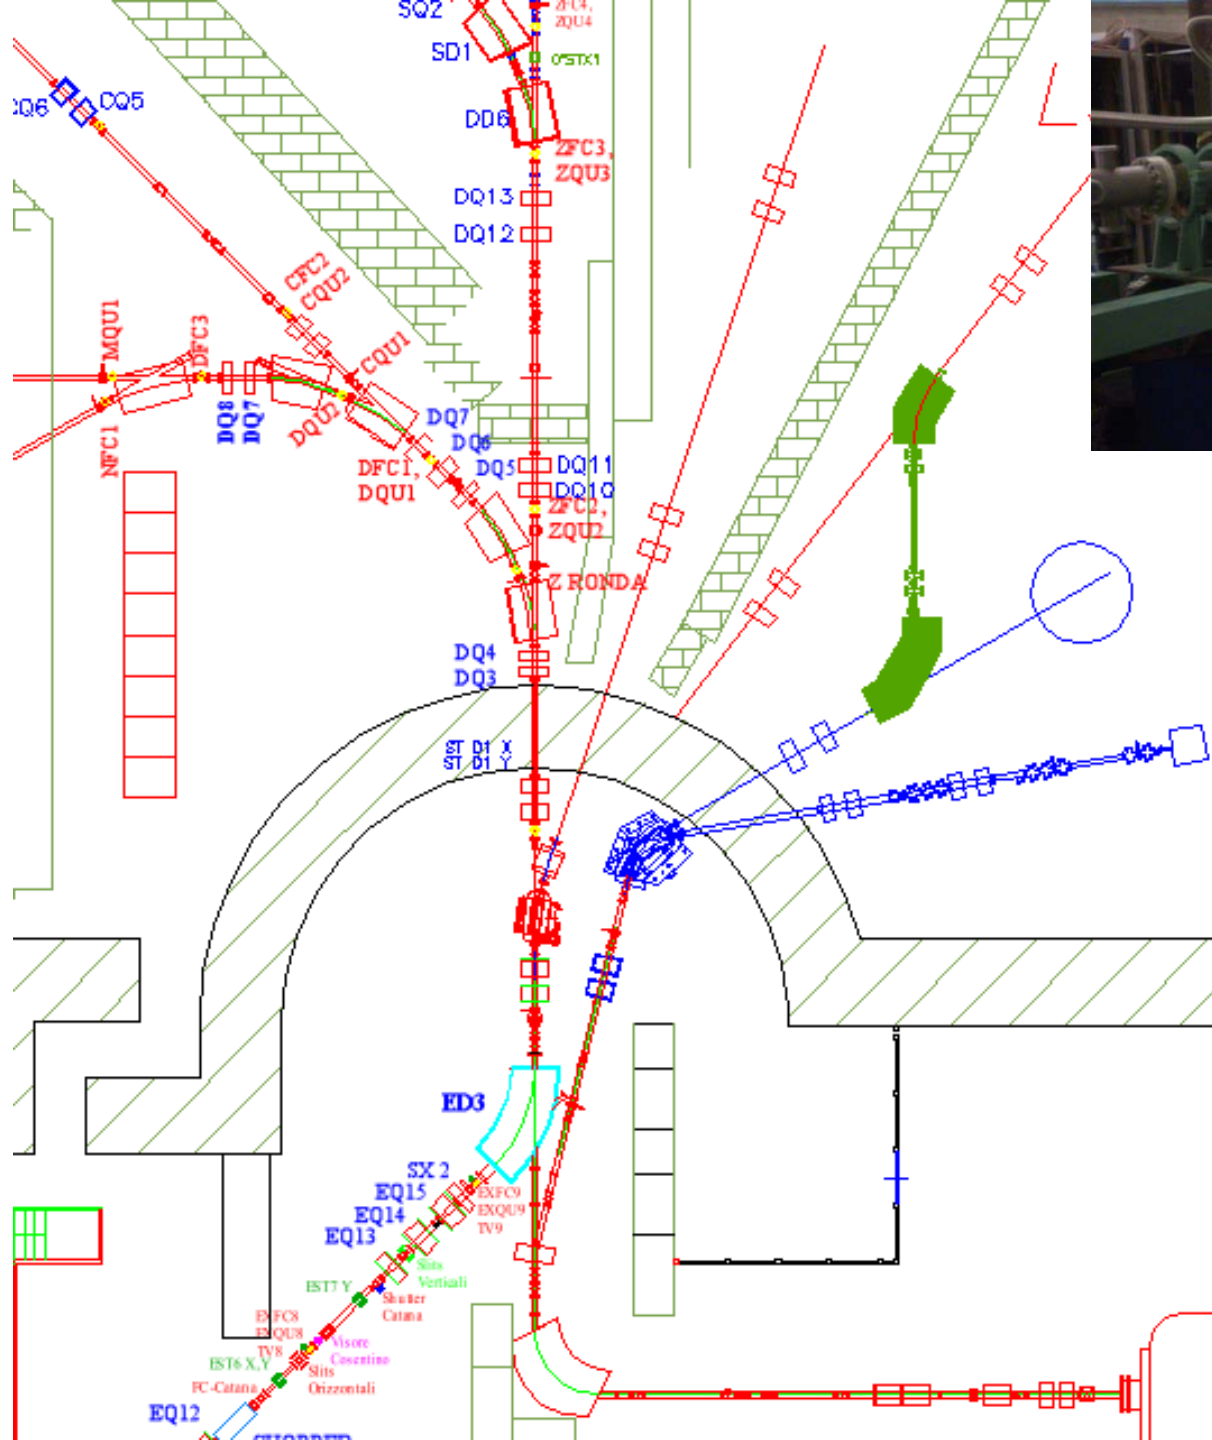 SQ2
ZFC4,
ZQU4
SD1
O°STX1
CQ6
CQ5
DD6
ZFC3,
ZQU3
DQ13
DQ12
CFC2
CQU2
MQU1
DFC3
CQU1
DQ8
DQ7
DQU2
NFC1
DQ7
DQ6
DQ5
DFC1,
DQU1
DQ11
DQ10
ZFC2,
ZQU2
Z RONDA
DQ4
DQ3
ST D1 X
ST D1 Y
ED3
SX 2
EQ15
EQ14
EQ13
EXFC9
EXQU9
TV9
Slits
Verticali
EST7 Y
Shutter
Catana
EXFC8
EXQU8
TV8
Visore
Cosentino
EST6 X,Y
Slits
Orizzontali
FC-Catana
EQ12